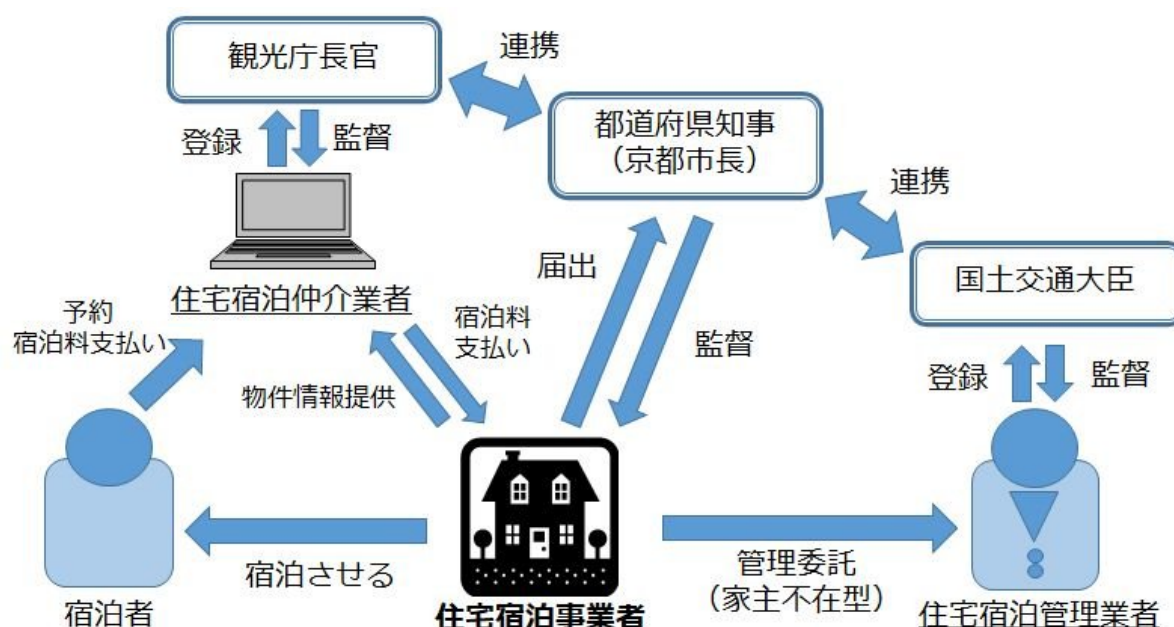 観光庁長官
連携
都道府県知事
（京都市長）
登録
監督
連携
国土交通大臣
届出
監督
住宅宿泊仲介業者
予約
宿泊料支払い
宿泊料
支払い
物件情報提供
登録
監督
宿泊させる
管理委託
（家主不在型）
宿泊者
住宅宿泊事業者
住宅宿泊管理業者